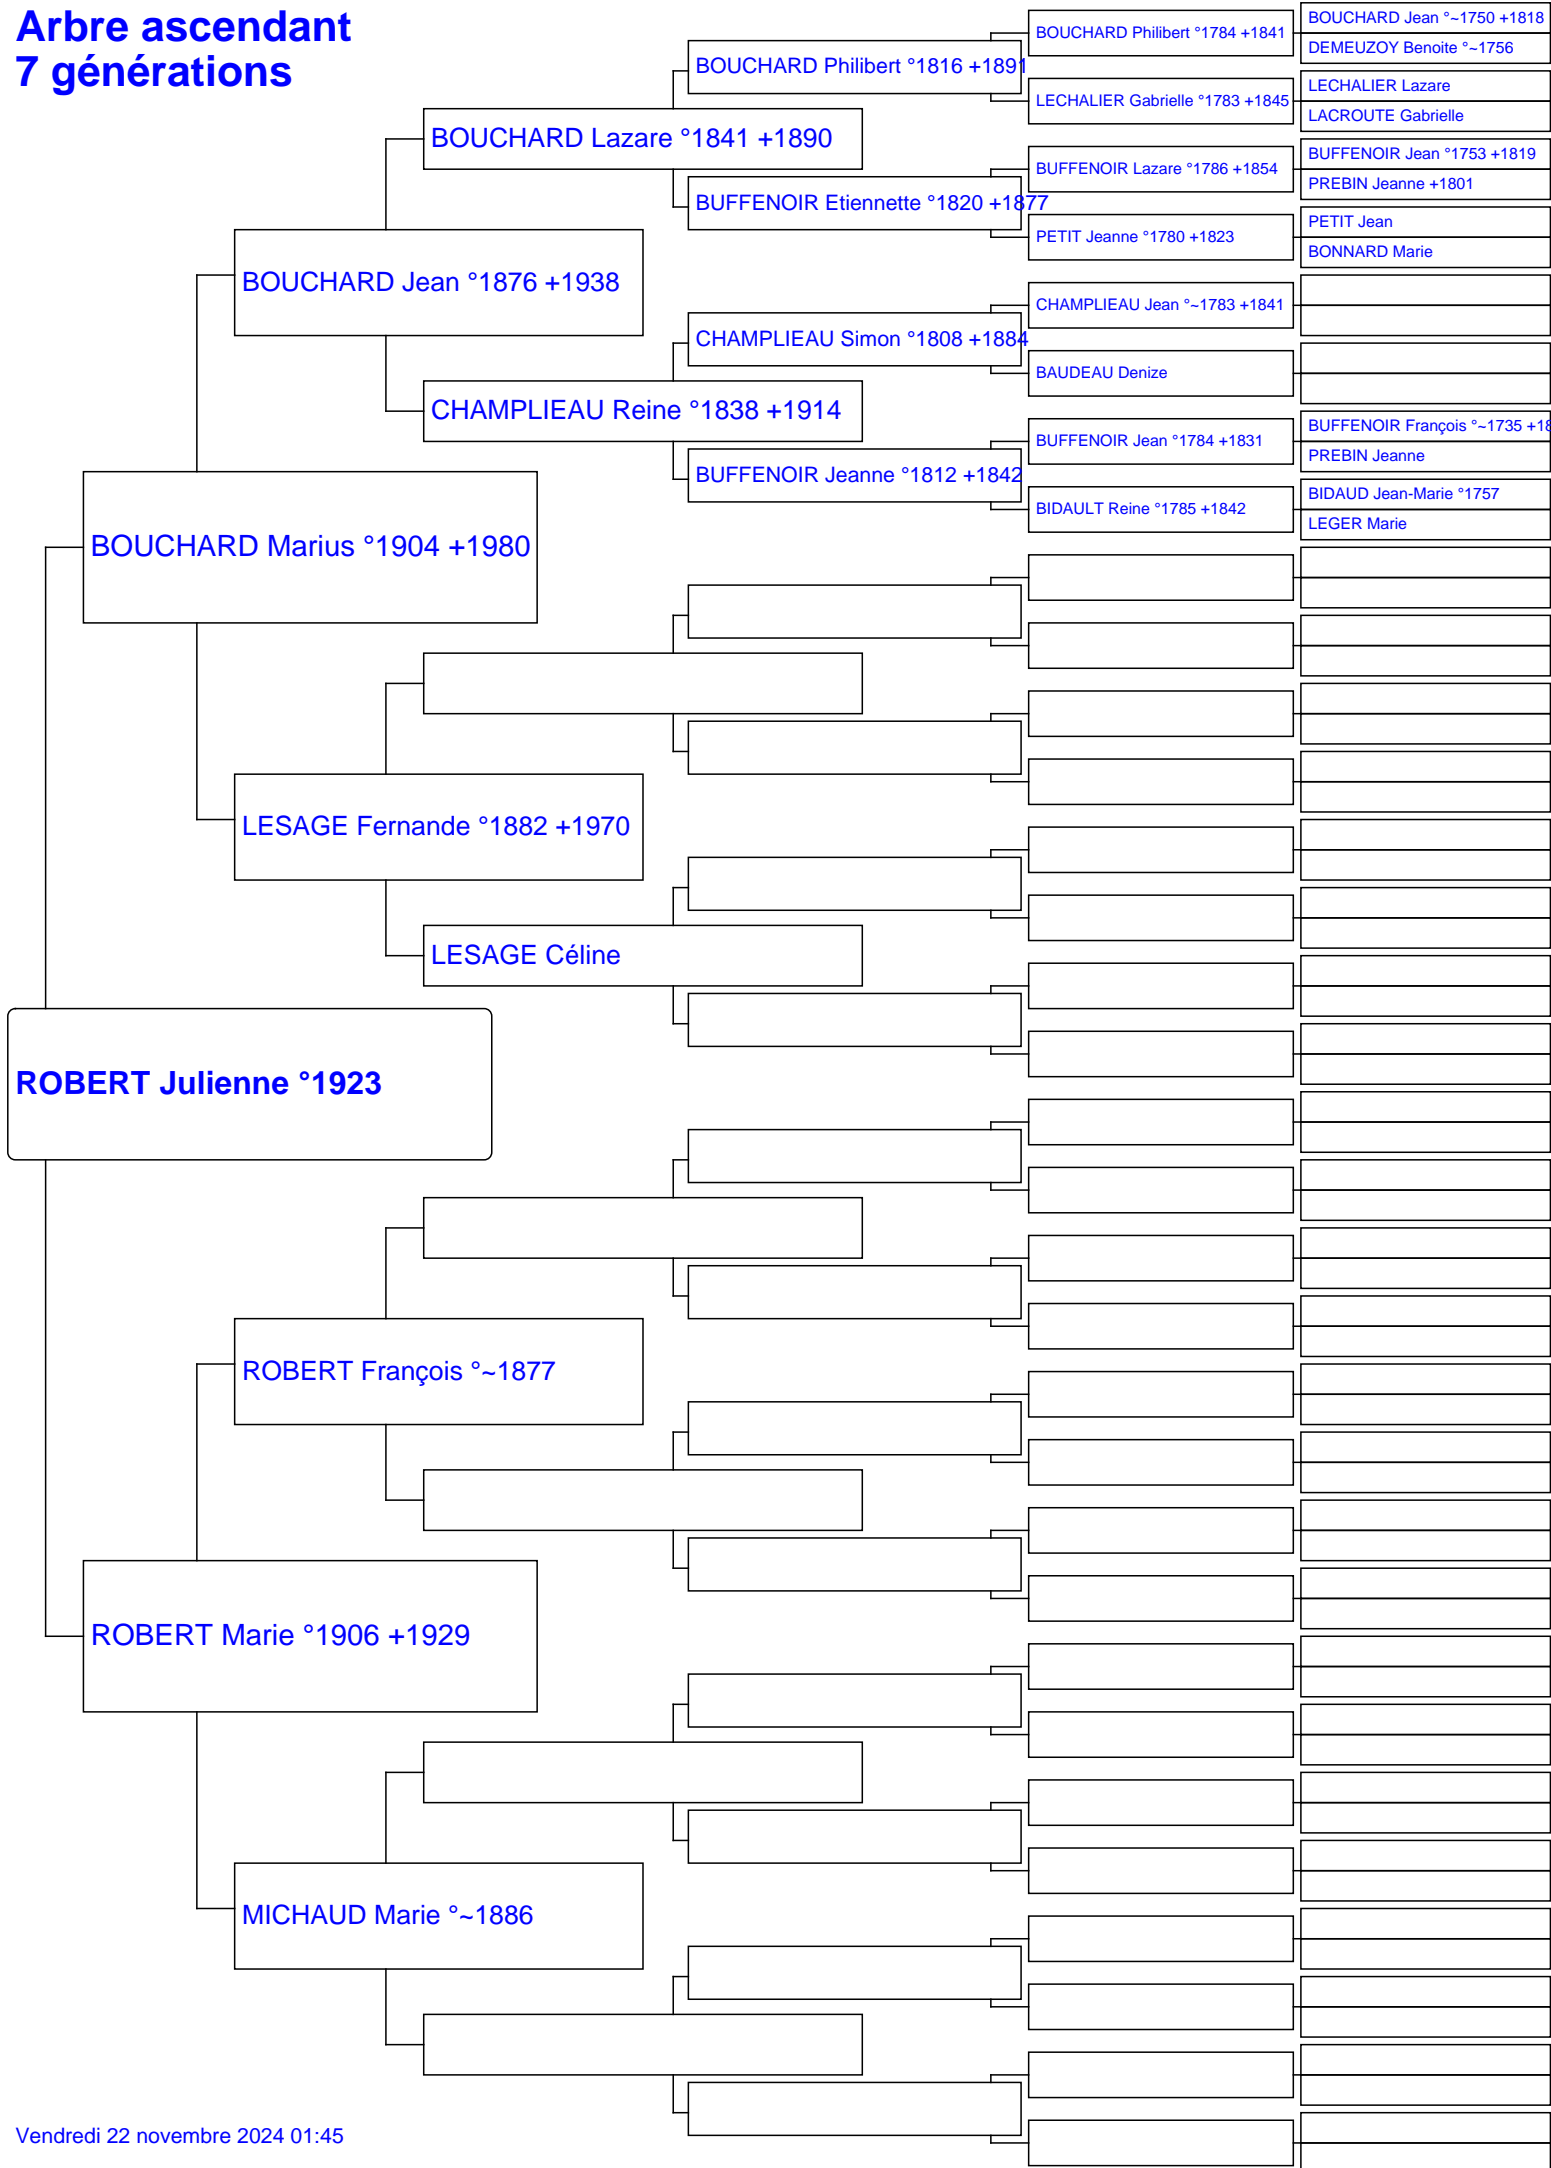 Arbre ascendant
7 générations
BOUCHARD Jean °~1750 +1818
BOUCHARD Philibert °1784 +1841
DEMEUZOY Benoite °~1756
BOUCHARD Philibert °1816 +1891
LECHALIER Lazare
LECHALIER Gabrielle °1783 +1845
LACROUTE Gabrielle
BOUCHARD Lazare °1841 +1890
BUFFENOIR Jean °1753 +1819
BUFFENOIR Lazare °1786 +1854
PREBIN Jeanne +1801
BUFFENOIR Etiennette °1820 +1877
PETIT Jean
PETIT Jeanne °1780 +1823
BONNARD Marie
BOUCHARD Jean °1876 +1938
CHAMPLIEAU Jean °~1783 +1841
CHAMPLIEAU Simon °1808 +1884
BAUDEAU Denize
CHAMPLIEAU Reine °1838 +1914
BUFFENOIR François °~1735 +18
BUFFENOIR Jean °1784 +1831
PREBIN Jeanne
BUFFENOIR Jeanne °1812 +1842
BIDAUD Jean-Marie °1757
BIDAULT Reine °1785 +1842
LEGER Marie
BOUCHARD Marius °1904 +1980
LESAGE Fernande °1882 +1970
LESAGE Céline
ROBERT Julienne °1923
ROBERT François °~1877
ROBERT Marie °1906 +1929
MICHAUD Marie °~1886
Vendredi 22 novembre 2024 01:45